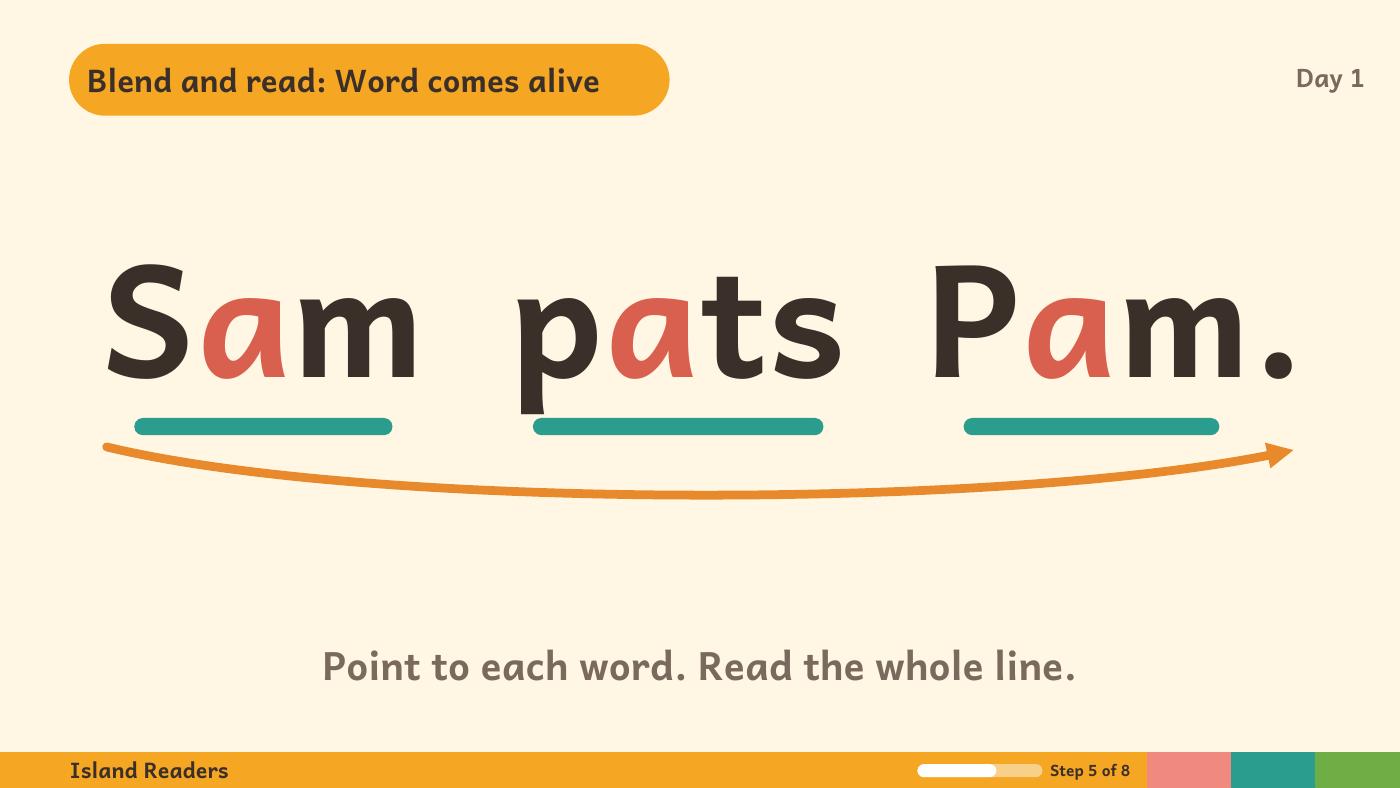 Blend and read: Word comes alive
Day 1
Sam pats Pam.
Point to each word. Read the whole line.
Island Readers
Step 5 of 8